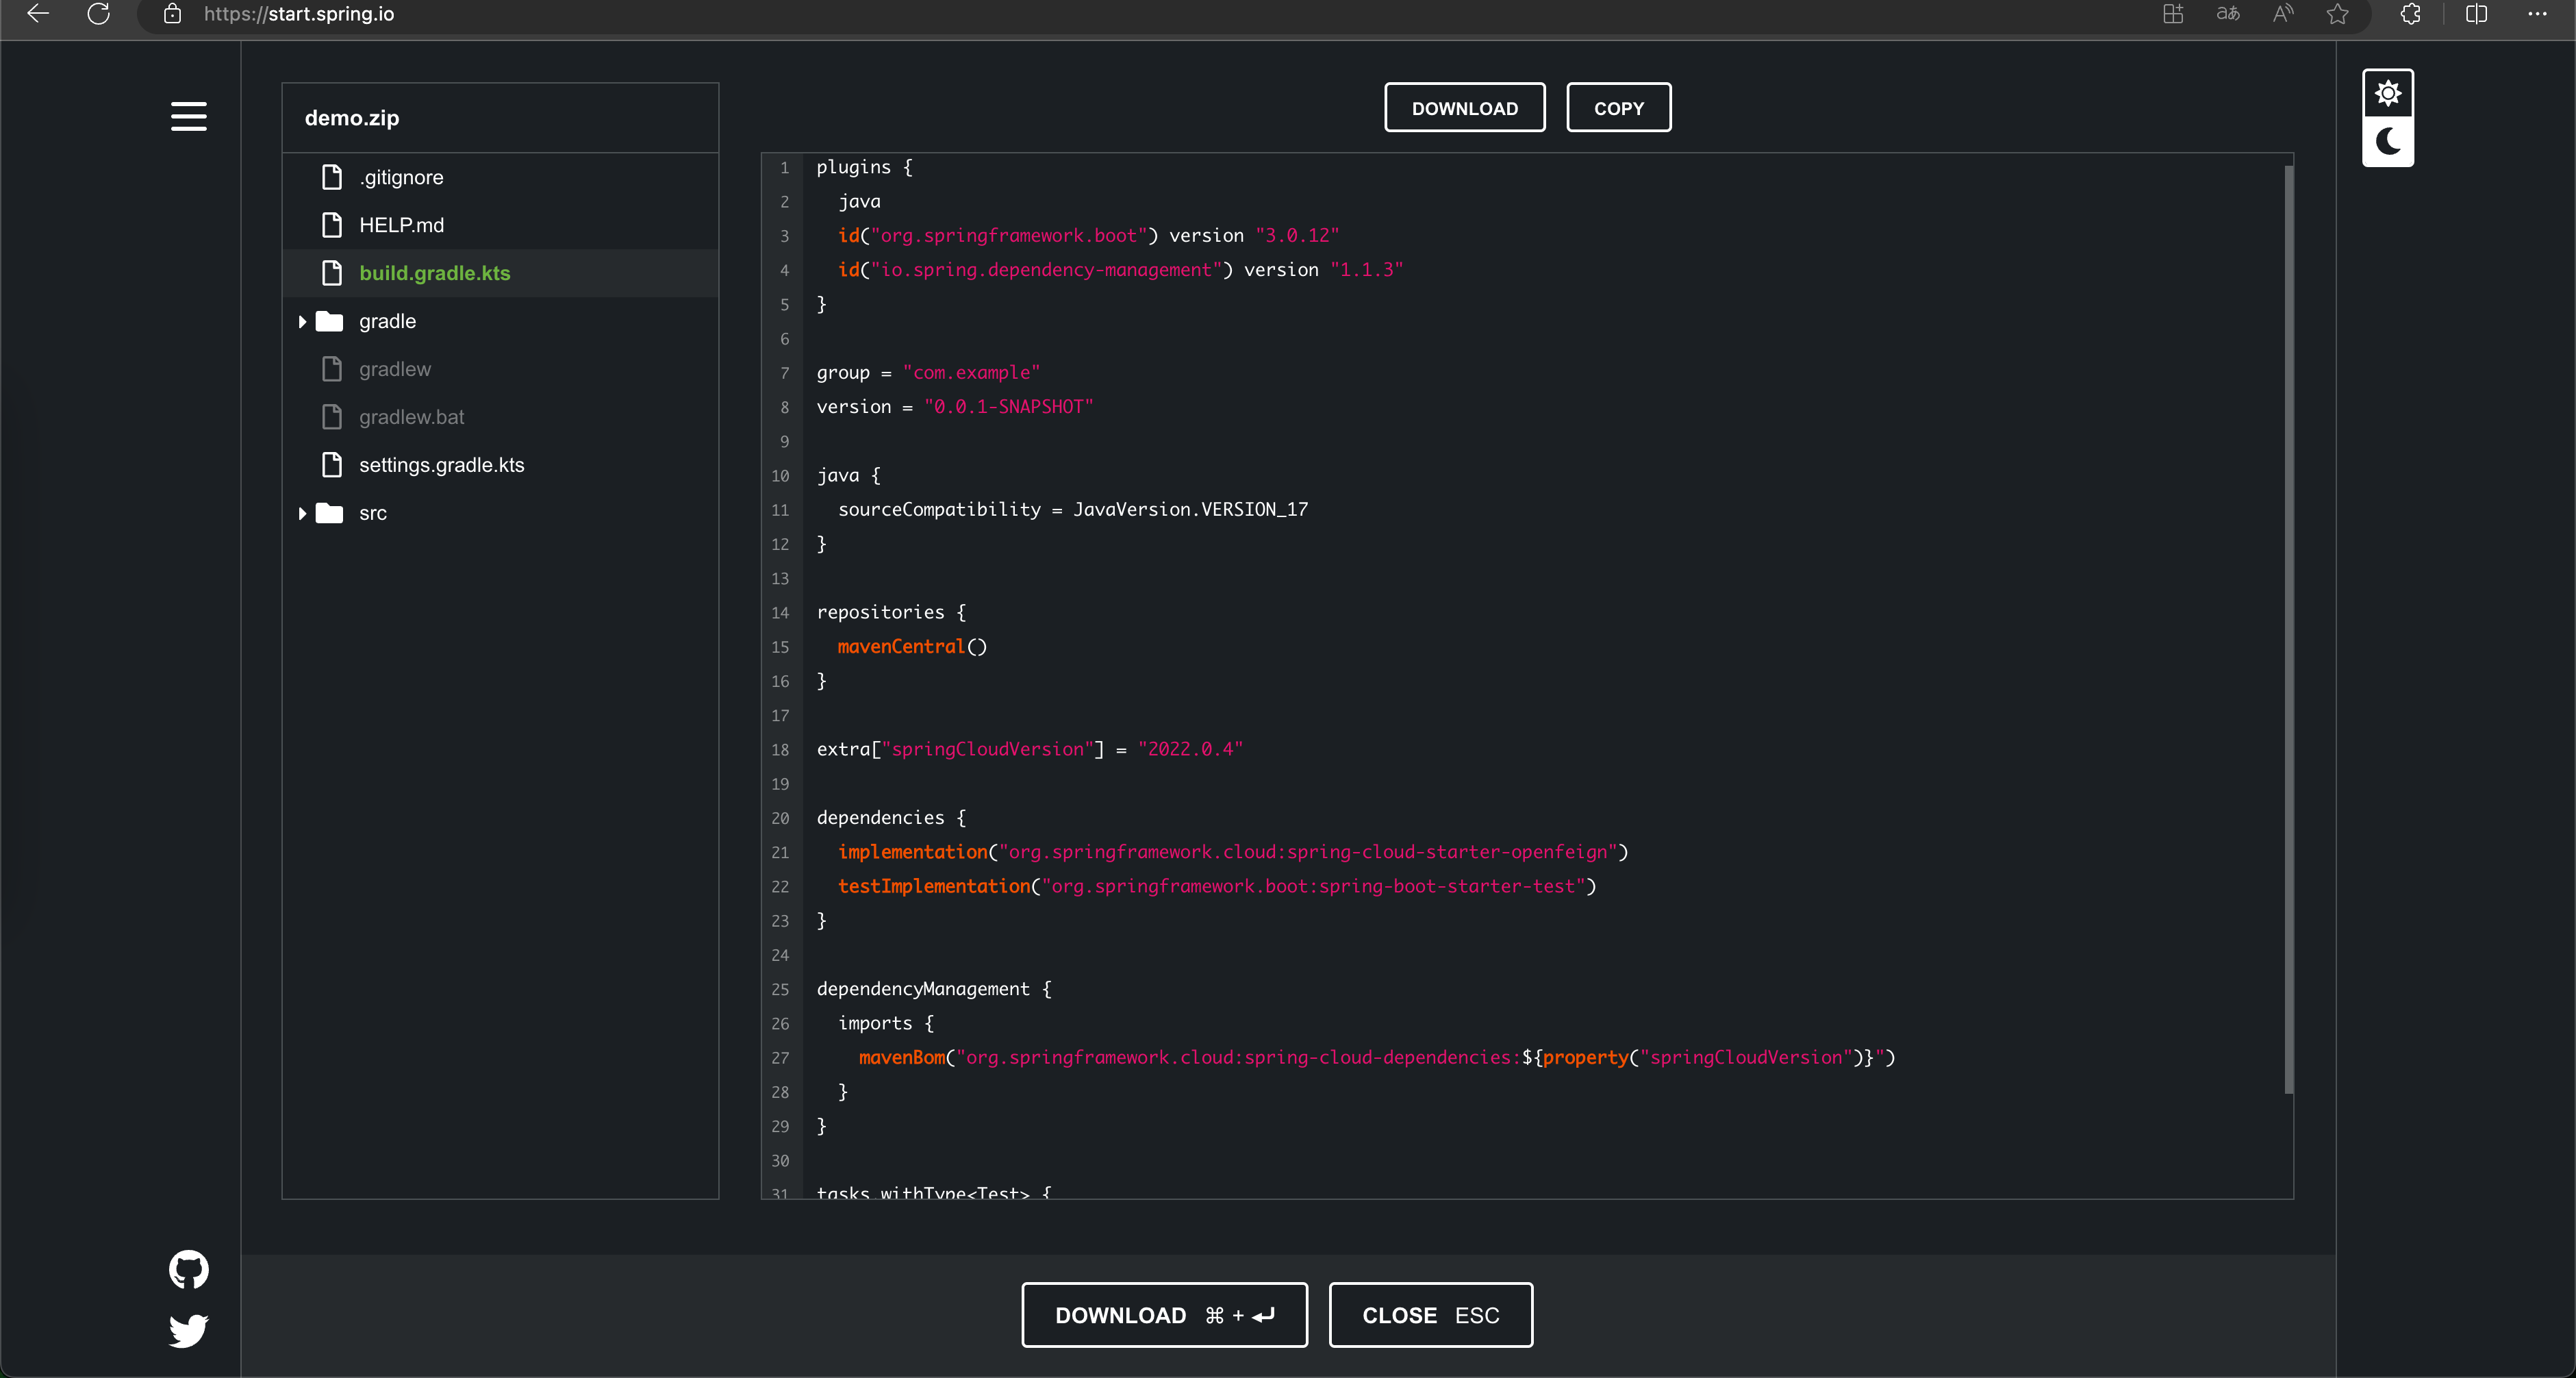 https://start.spring.io
demo.zip
.gitignore
HELP.md
build.gradle.kts
gradle
gradlew
gradlew.bat
settings.gradle.kts
src
DOWNLOAD COPY
1 plugins {
2   java
3   id("org.springframework.boot") version "3.0.12"
4   id("io.spring.dependency-management") version "1.1.3"
5 }
6
7 group = "com.example"
8 version = "0.0.1-SNAPSHOT"
9
10 java {
11   sourceCompatibility = JavaVersion.VERSION_17
12 }
13
14 repositories {
15   mavenCentral()
16 }
17
18 extra["springCloudVersion"] = "2022.0.4"
19
20 dependencies {
21   implementation("org.springframework.cloud:spring-cloud-starter-openfeign")
22   testImplementation("org.springframework.boot:spring-boot-starter-test")
23 }
24
25 dependencyManagement {
26   imports {
27     mavenBom("org.springframework.cloud:spring-cloud-dependencies:${property("springCloudVersion")}")
28   }
29 }
30
31 tasks.withType<Test> {
DOWNLOAD ⌘ + ↵ CLOSE ESC